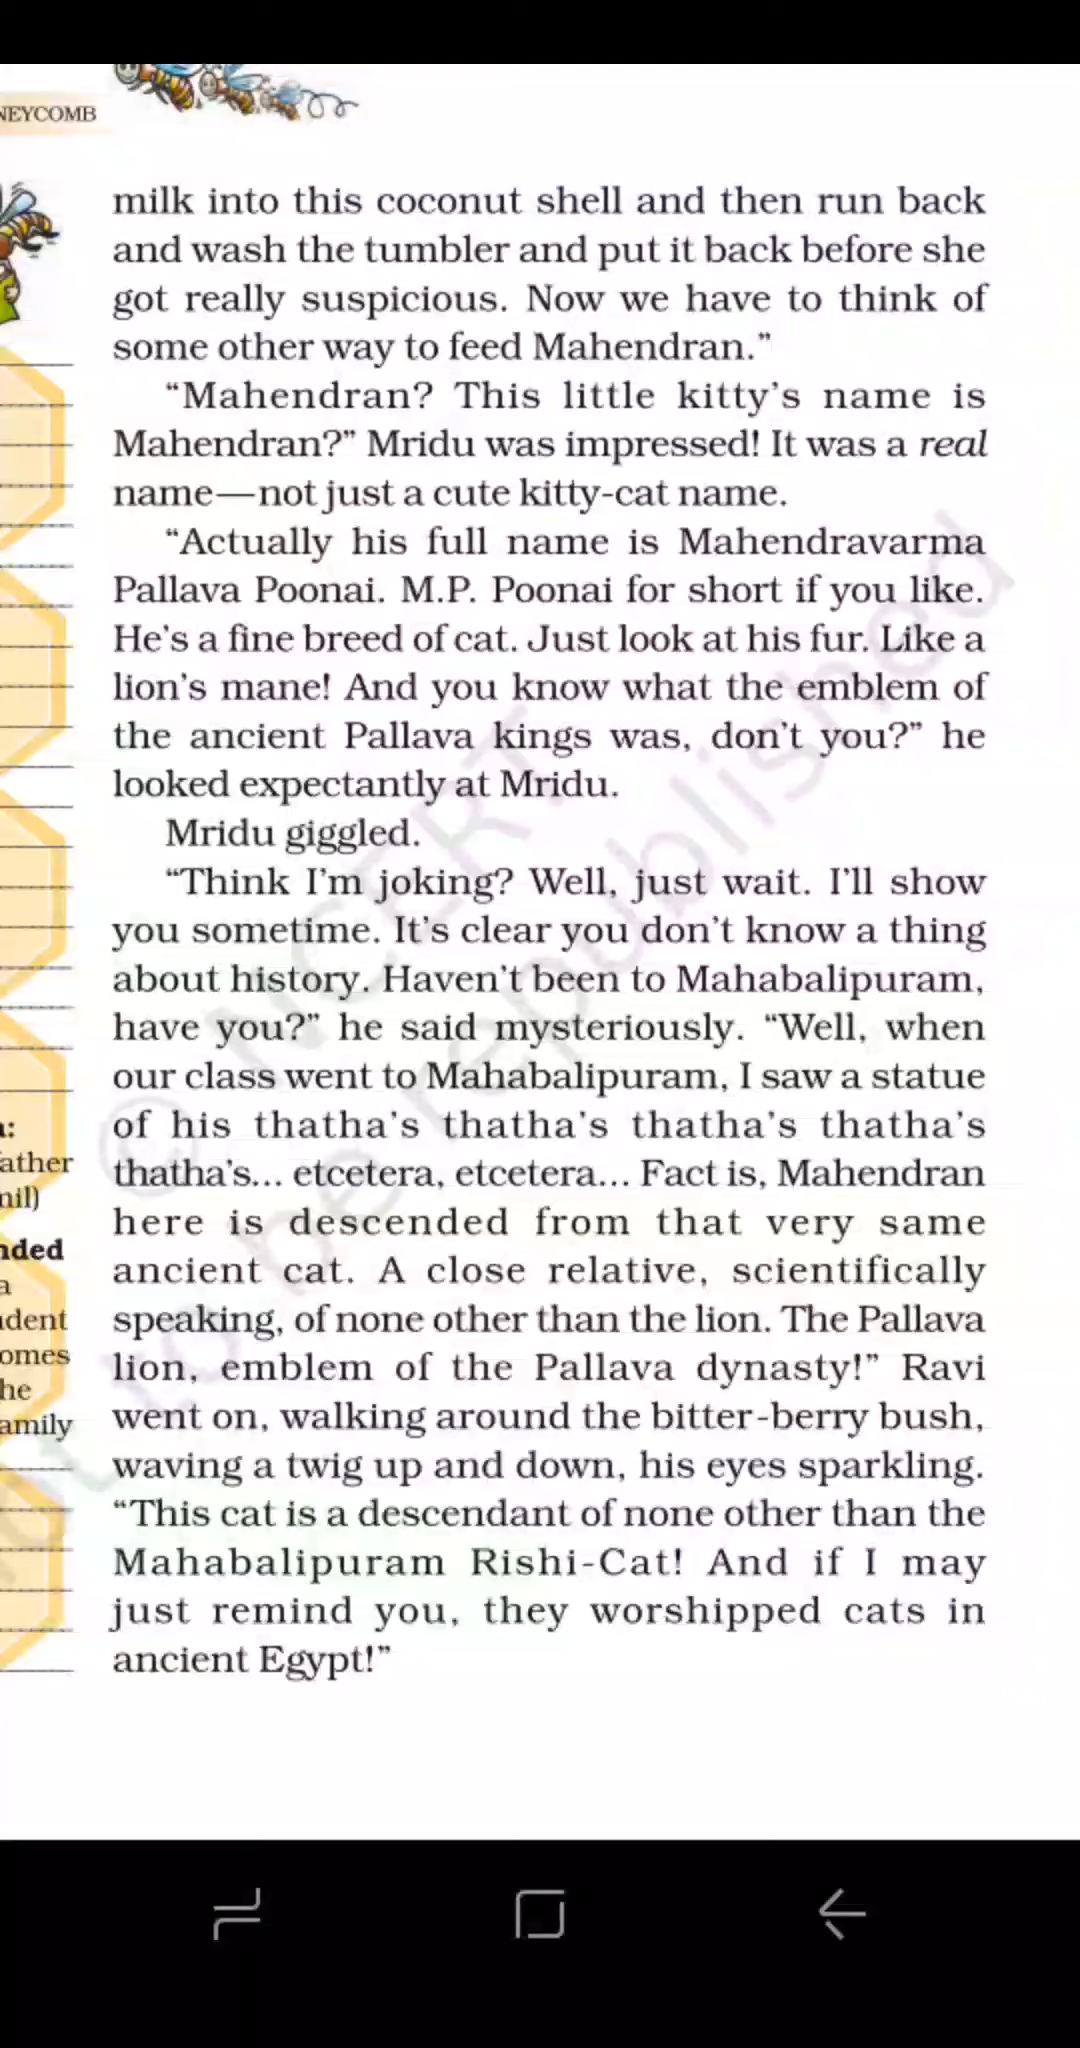 NEYCOMB
milk into this coconut shell and then run back
and wash the tumbler and put it back before she
got really suspicious. Now we have to think of
some other way to feed Mahendran.”
“Mahendran? This little kitty’s name is
Mahendran?” Mridu was impressed! It was a real
name—not just a cute kitty-cat name.
“Actually his full name is Mahendravarma
Pallava Poonai. M.P. Poonai for short if you like.
He’s a fine breed of cat. Just look at his fur. Like a
lion’s mane! And you know what the emblem of
the ancient Pallava kings was, don’t you?” he
looked expectantly at Mridu.
Mridu giggled.
“Think I’m joking? Well, just wait. I’ll show
you sometime. It’s clear you don’t know a thing
about history. Haven’t been to Mahabalipuram,
have you?” he said mysteriously. “Well, when
our class went to Mahabalipuram, I saw a statue
of his thatha’s thatha’s thatha’s thatha’s
thatha’s... etcetera, etcetera... Fact is, Mahendran
here is descended from that very same
ancient cat. A close relative, scientifically
speaking, of none other than the lion. The Pallava
lion, emblem of the Pallava dynasty!” Ravi
went on, walking around the bitter-berry bush,
waving a twig up and down, his eyes sparkling.
“This cat is a descendant of none other than the
Mahabalipuram Rishi-Cat! And if I may
just remind you, they worshipped cats in
ancient Egypt!”
a:
ather
nil)
nded
a
dent
omes
he
amily
© NCERT
be republished